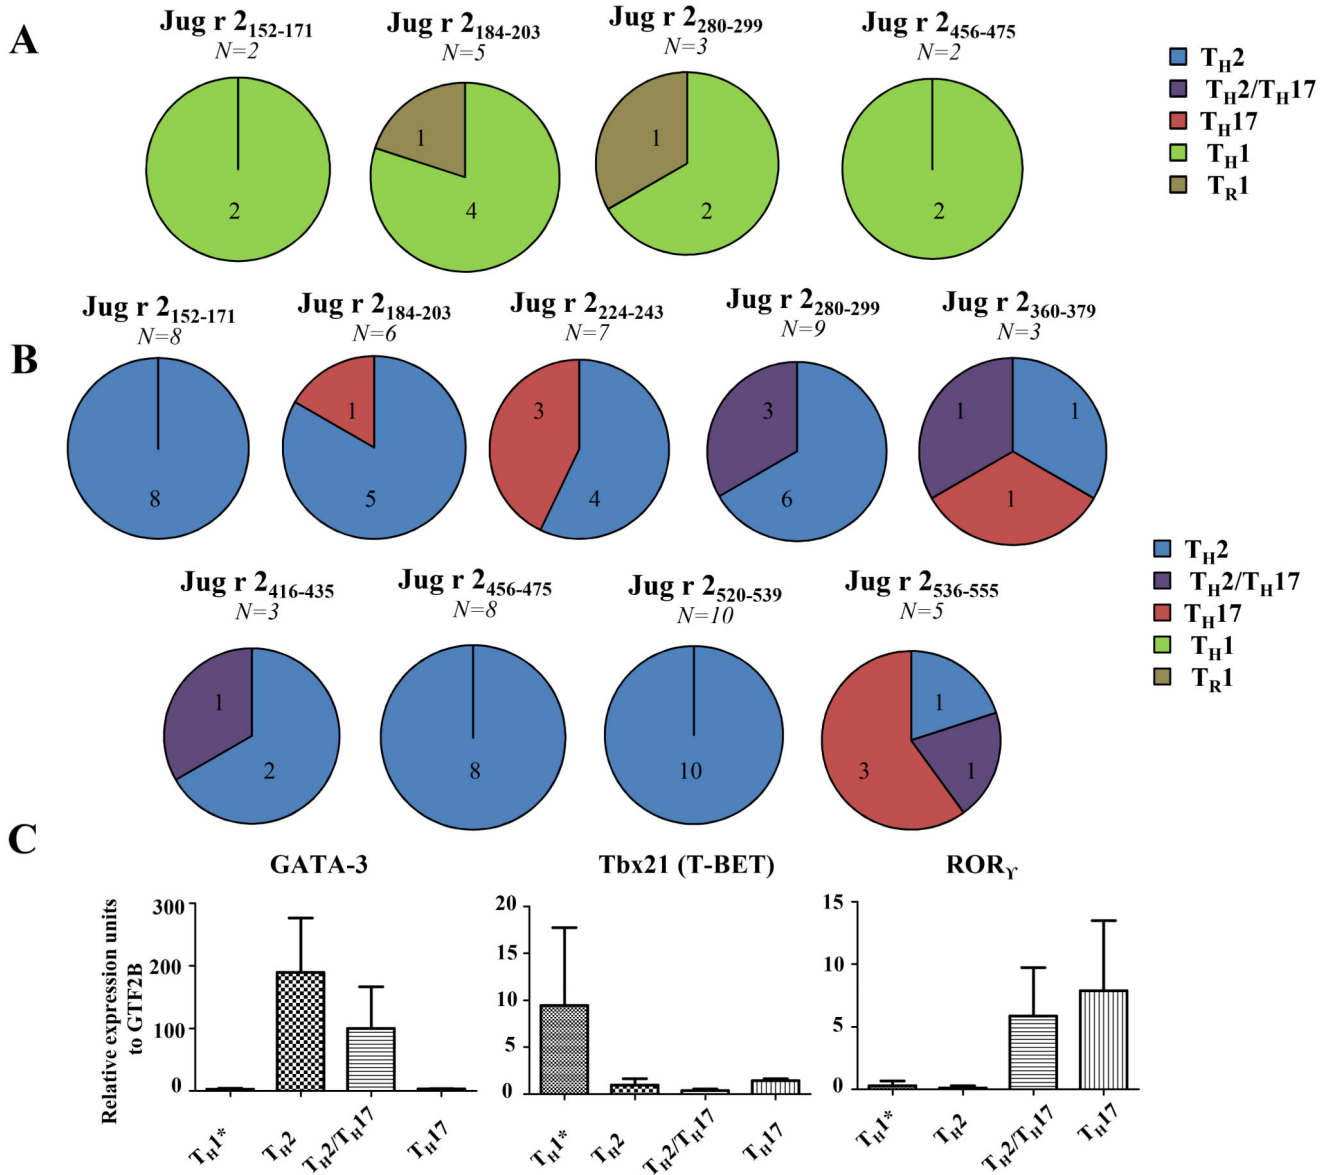 A
Jug r 2152-171 Jug r 2184-203 Jug r 2280-299 Jug r 2456-475
N=2 N=5 N=3 N=2
2 1 4 1 2 2
TH2
TH2/TH17
TH17
TH1
TR1
B
Jug r 2152-171 Jug r 2184-203 Jug r 2224-243 Jug r 2280-299 Jug r 2360-379
N=8 N=6 N=7 N=9 N=3
1 3 3 1 1
8 5 4 6 1
Jug r 2416-435 Jug r 2456-475 Jug r 2520-539 Jug r 2536-555
N=3 N=8 N=10 N=5
1 1
2 8 10 3 1
TH2
TH2/TH17
TH17
TH1
TR1
C
GATA-3 Tbx21 (T-BET) RORϒ
Relative expression units
to GTF2B
300
200
100
0
TH1* TH2 TH2/TH17 TH17
20
15
10
5
0
TH1* TH2 TH2/TH17 TH17
15
10
5
0
TH1* TH2 TH2/TH17 TH17